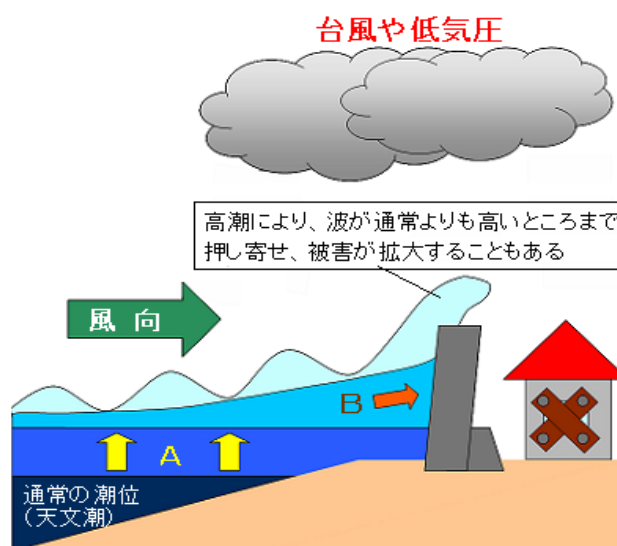 台風や低気圧
高潮により、波が通常よりも高いところまで
押し寄せ、被害が拡大することもある
風 向
B
A
通常の潮位
(天文潮)